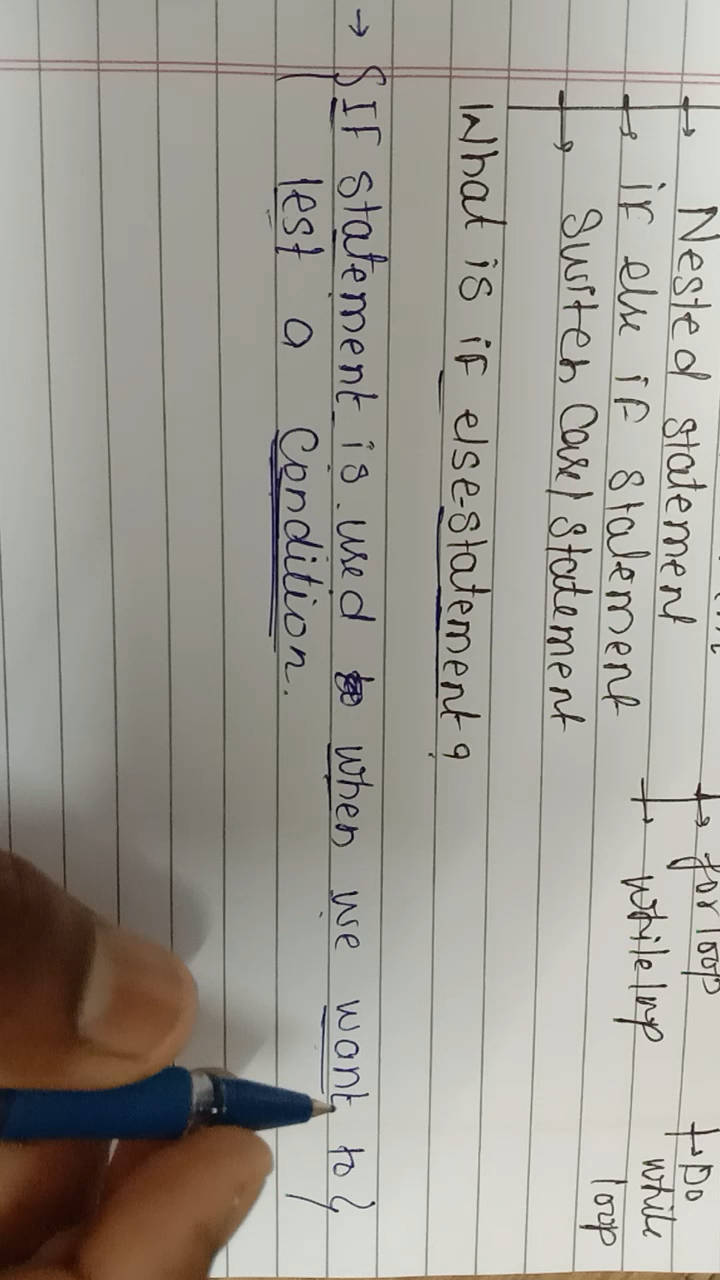 → Nested statement
→ if else if statement
→ Switch case/statement
→ for loop
→ while loop
→ Do while loop
What is if else-statement?
→ {If statement is used when we want to}
test a condition.